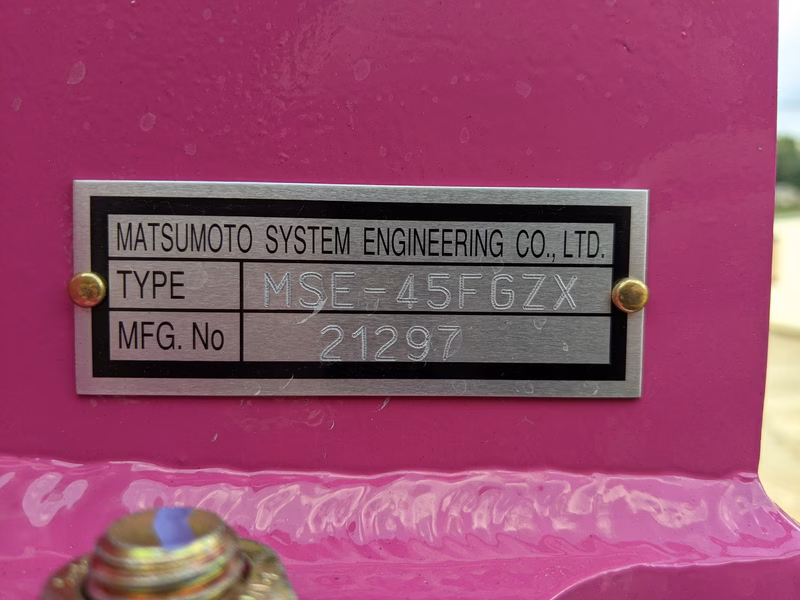 MATSUMOTO SYSTEM ENGINEERING CO., LTD.
TYPE MSE-45FGZX
MFG. No 21297